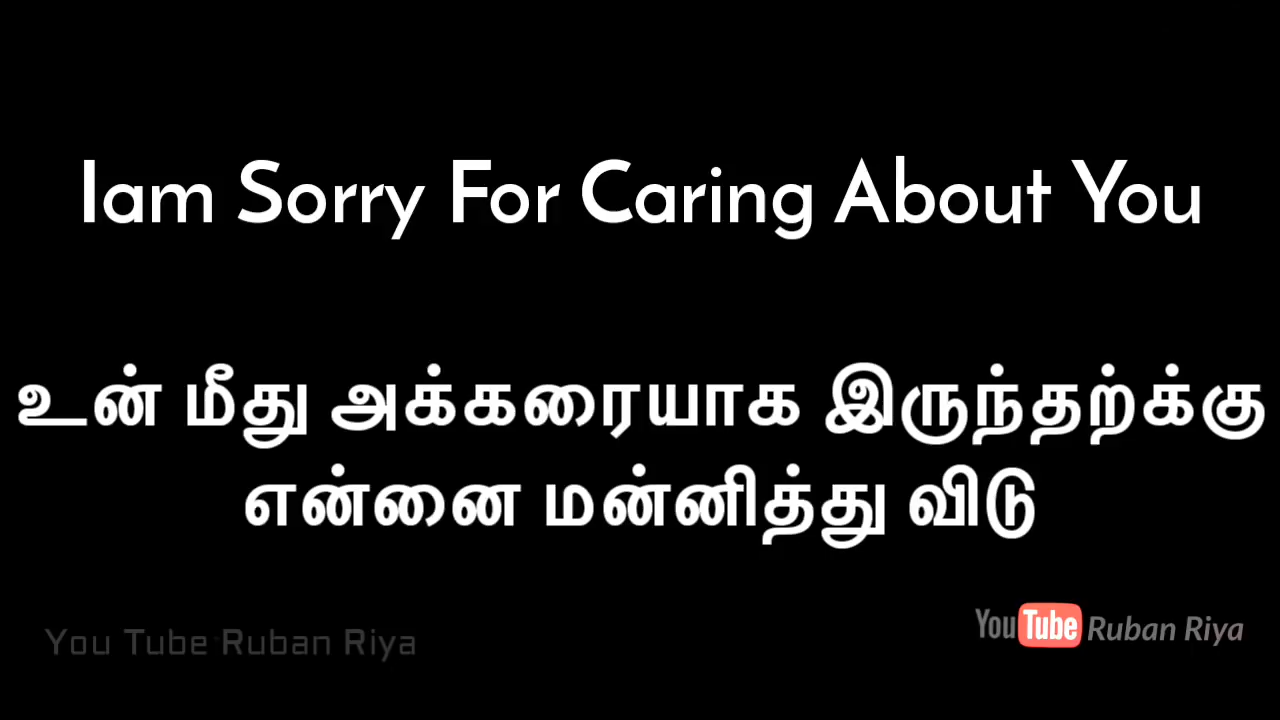 Iam Sorry For Caring About You
உன் மீது அக்கரையாக இருந்தற்க்கு
என்னை மன்னித்து விடு
You Tube Ruban Riya
YouTube Ruban Riya